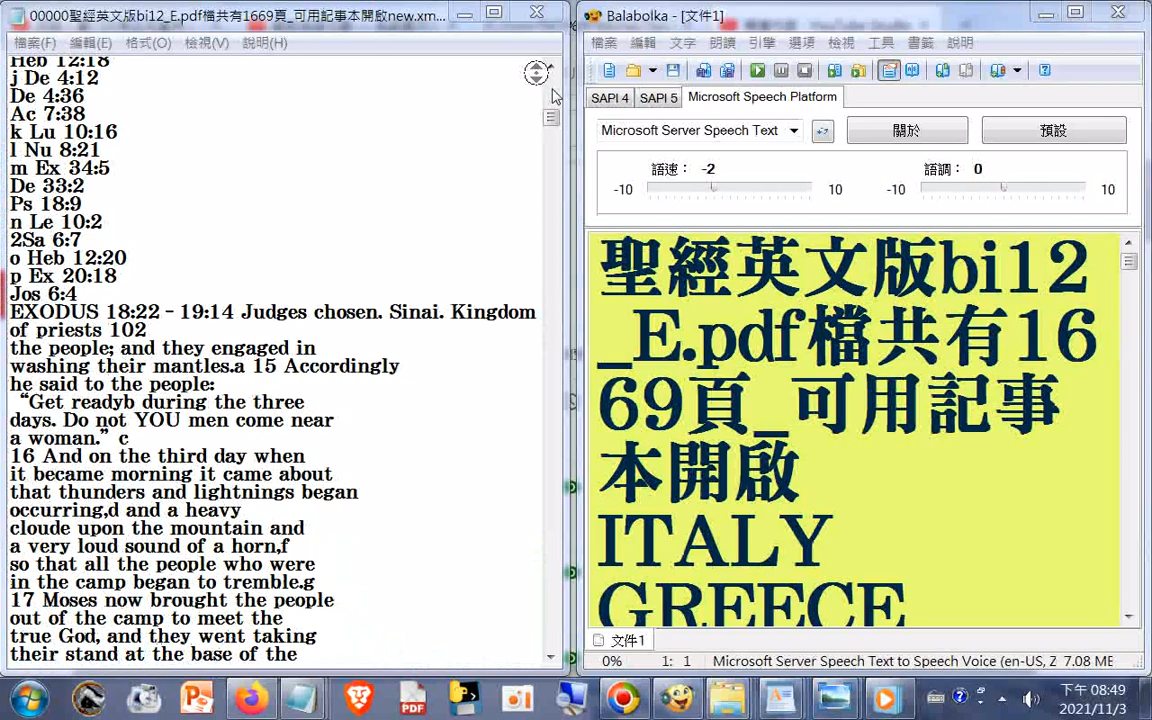 00000聖經英文版bi12_E.pdf檔共有1669頁_可用記事本開啟new.xm...
檔案(F) 編輯(E) 格式(O) 檢視(V) 說明(H)
Heb 12:18
j De 4:12
De 4:36
Ac 7:38
k Lu 10:16
l Nu 8:21
m Ex 34:5
De 33:2
Ps 18:9
n Le 10:2
2Sa 6:7
o Heb 12:20
p Ex 20:18
Jos 6:4
EXODUS 18:22–19:14 Judges chosen. Sinai. Kingdom
of priests 102
the people; and they engaged in
washing their mantles.a 15 Accordingly
he said to the people:
“Get readyb during the three
days. Do not YOU men come near
a woman.” c
16 And on the third day when
it became morning it came about
that thunders and lightnings began
occurring,d and a heavy
cloude upon the mountain and
a very loud sound of a horn,f
so that all the people who were
in the camp began to tremble.g
17 Moses now brought the people
out of the camp to meet the
true God, and they went taking
their stand at the base of the
Balabolka - [文件1]
檔案 編輯 文字 朗讀 引擎 選項 檢視 工具 書籤 說明
SAPI 4 SAPI 5 Microsoft Speech Platform
Microsoft Server Speech Text 關於 預設
語速： -2 語調： 0
-10 10 -10 10
聖經英文版bi12
_E.pdf檔共有16
69頁_可用記事
本開啟
ITALY
GREECE
文件1
0% 1: 1 Microsoft Server Speech Text to Speech Voice (en-US, Z 7.08 ME
下午 08:49
2021/11/3